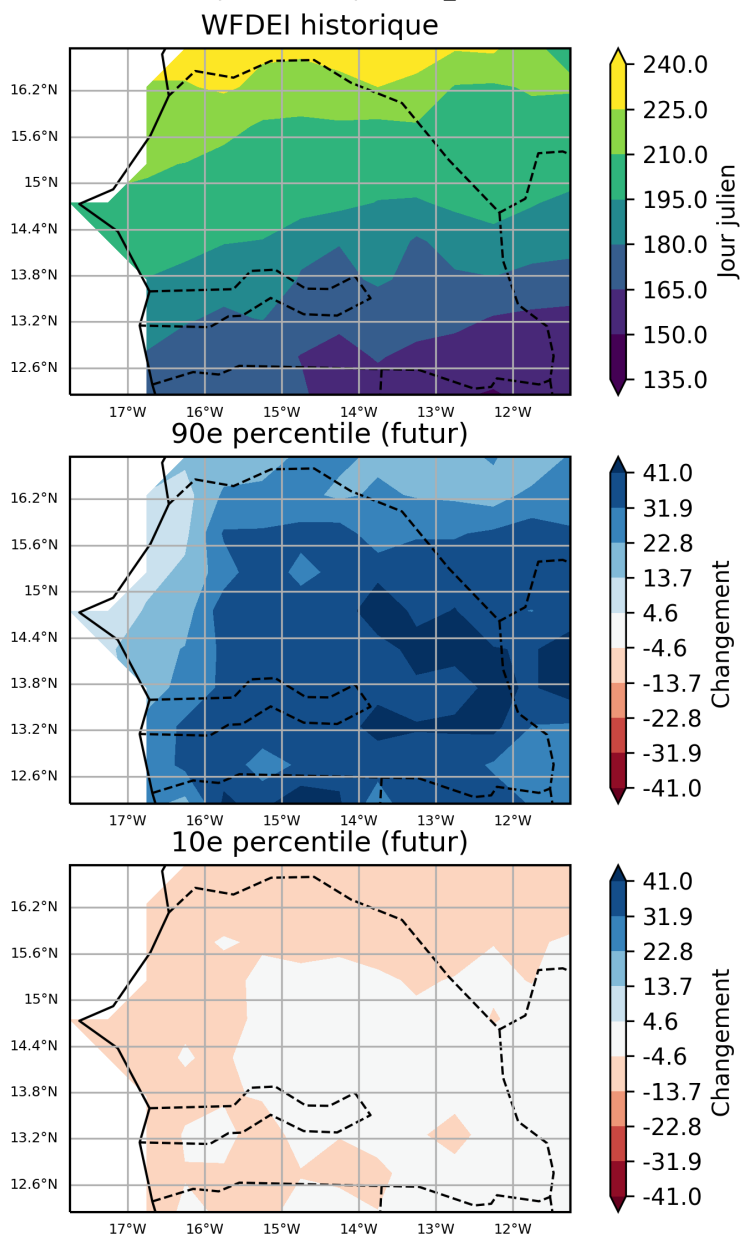 WFDEI historique
16.2°N
15.6°N
15°N
14.4°N
13.8°N
13.2°N
12.6°N
17°W 16°W 15°W 14°W 13°W 12°W
240.0
225.0
210.0
195.0
180.0
165.0
150.0
135.0
Jour julien
90e percentile (futur)
16.2°N
15.6°N
15°N
14.4°N
13.8°N
13.2°N
12.6°N
17°W 16°W 15°W 14°W 13°W 12°W
41.0
31.9
22.8
13.7
4.6
-4.6
-13.7
-22.8
-31.9
-41.0
Changement
10e percentile (futur)
16.2°N
15.6°N
15°N
14.4°N
13.8°N
13.2°N
12.6°N
17°W 16°W 15°W 14°W 13°W 12°W
41.0
31.9
22.8
13.7
4.6
-4.6
-13.7
-22.8
-31.9
-41.0
Changement